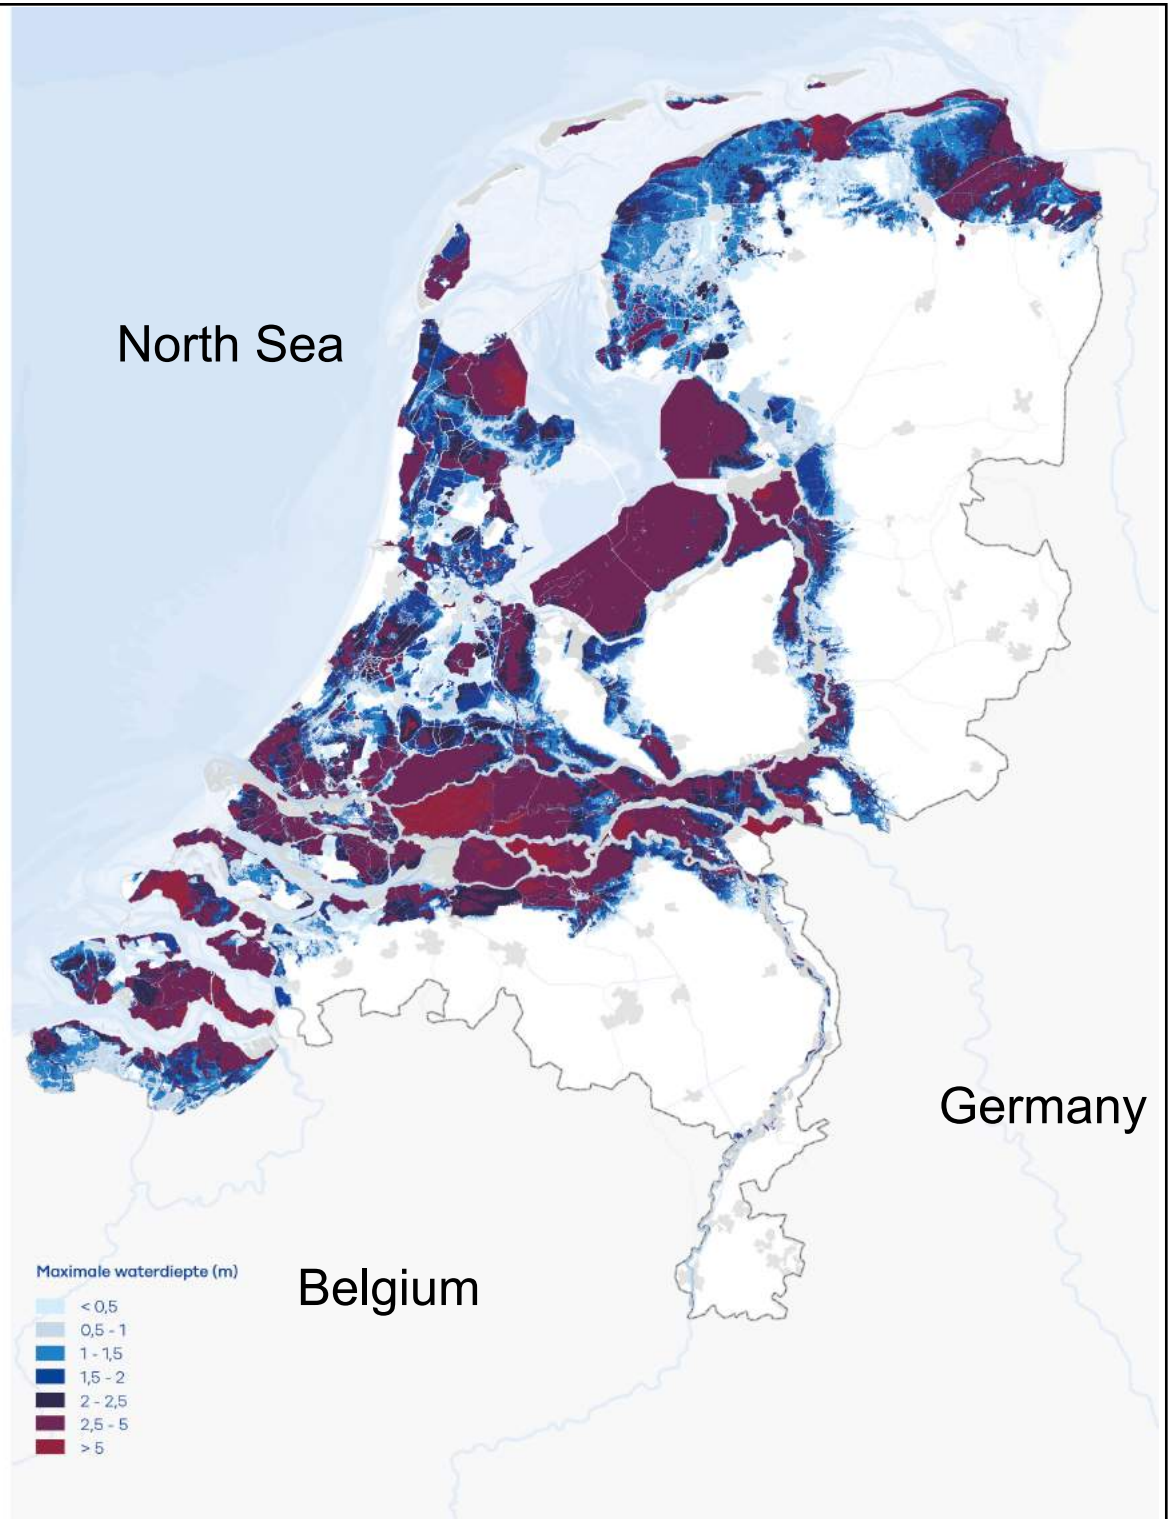 North Sea
Germany
Belgium
Maximale waterdiepte (m)
< 0,5
0,5 - 1
1 - 1,5
1,5 - 2
2 - 2,5
2,5 - 5
> 5